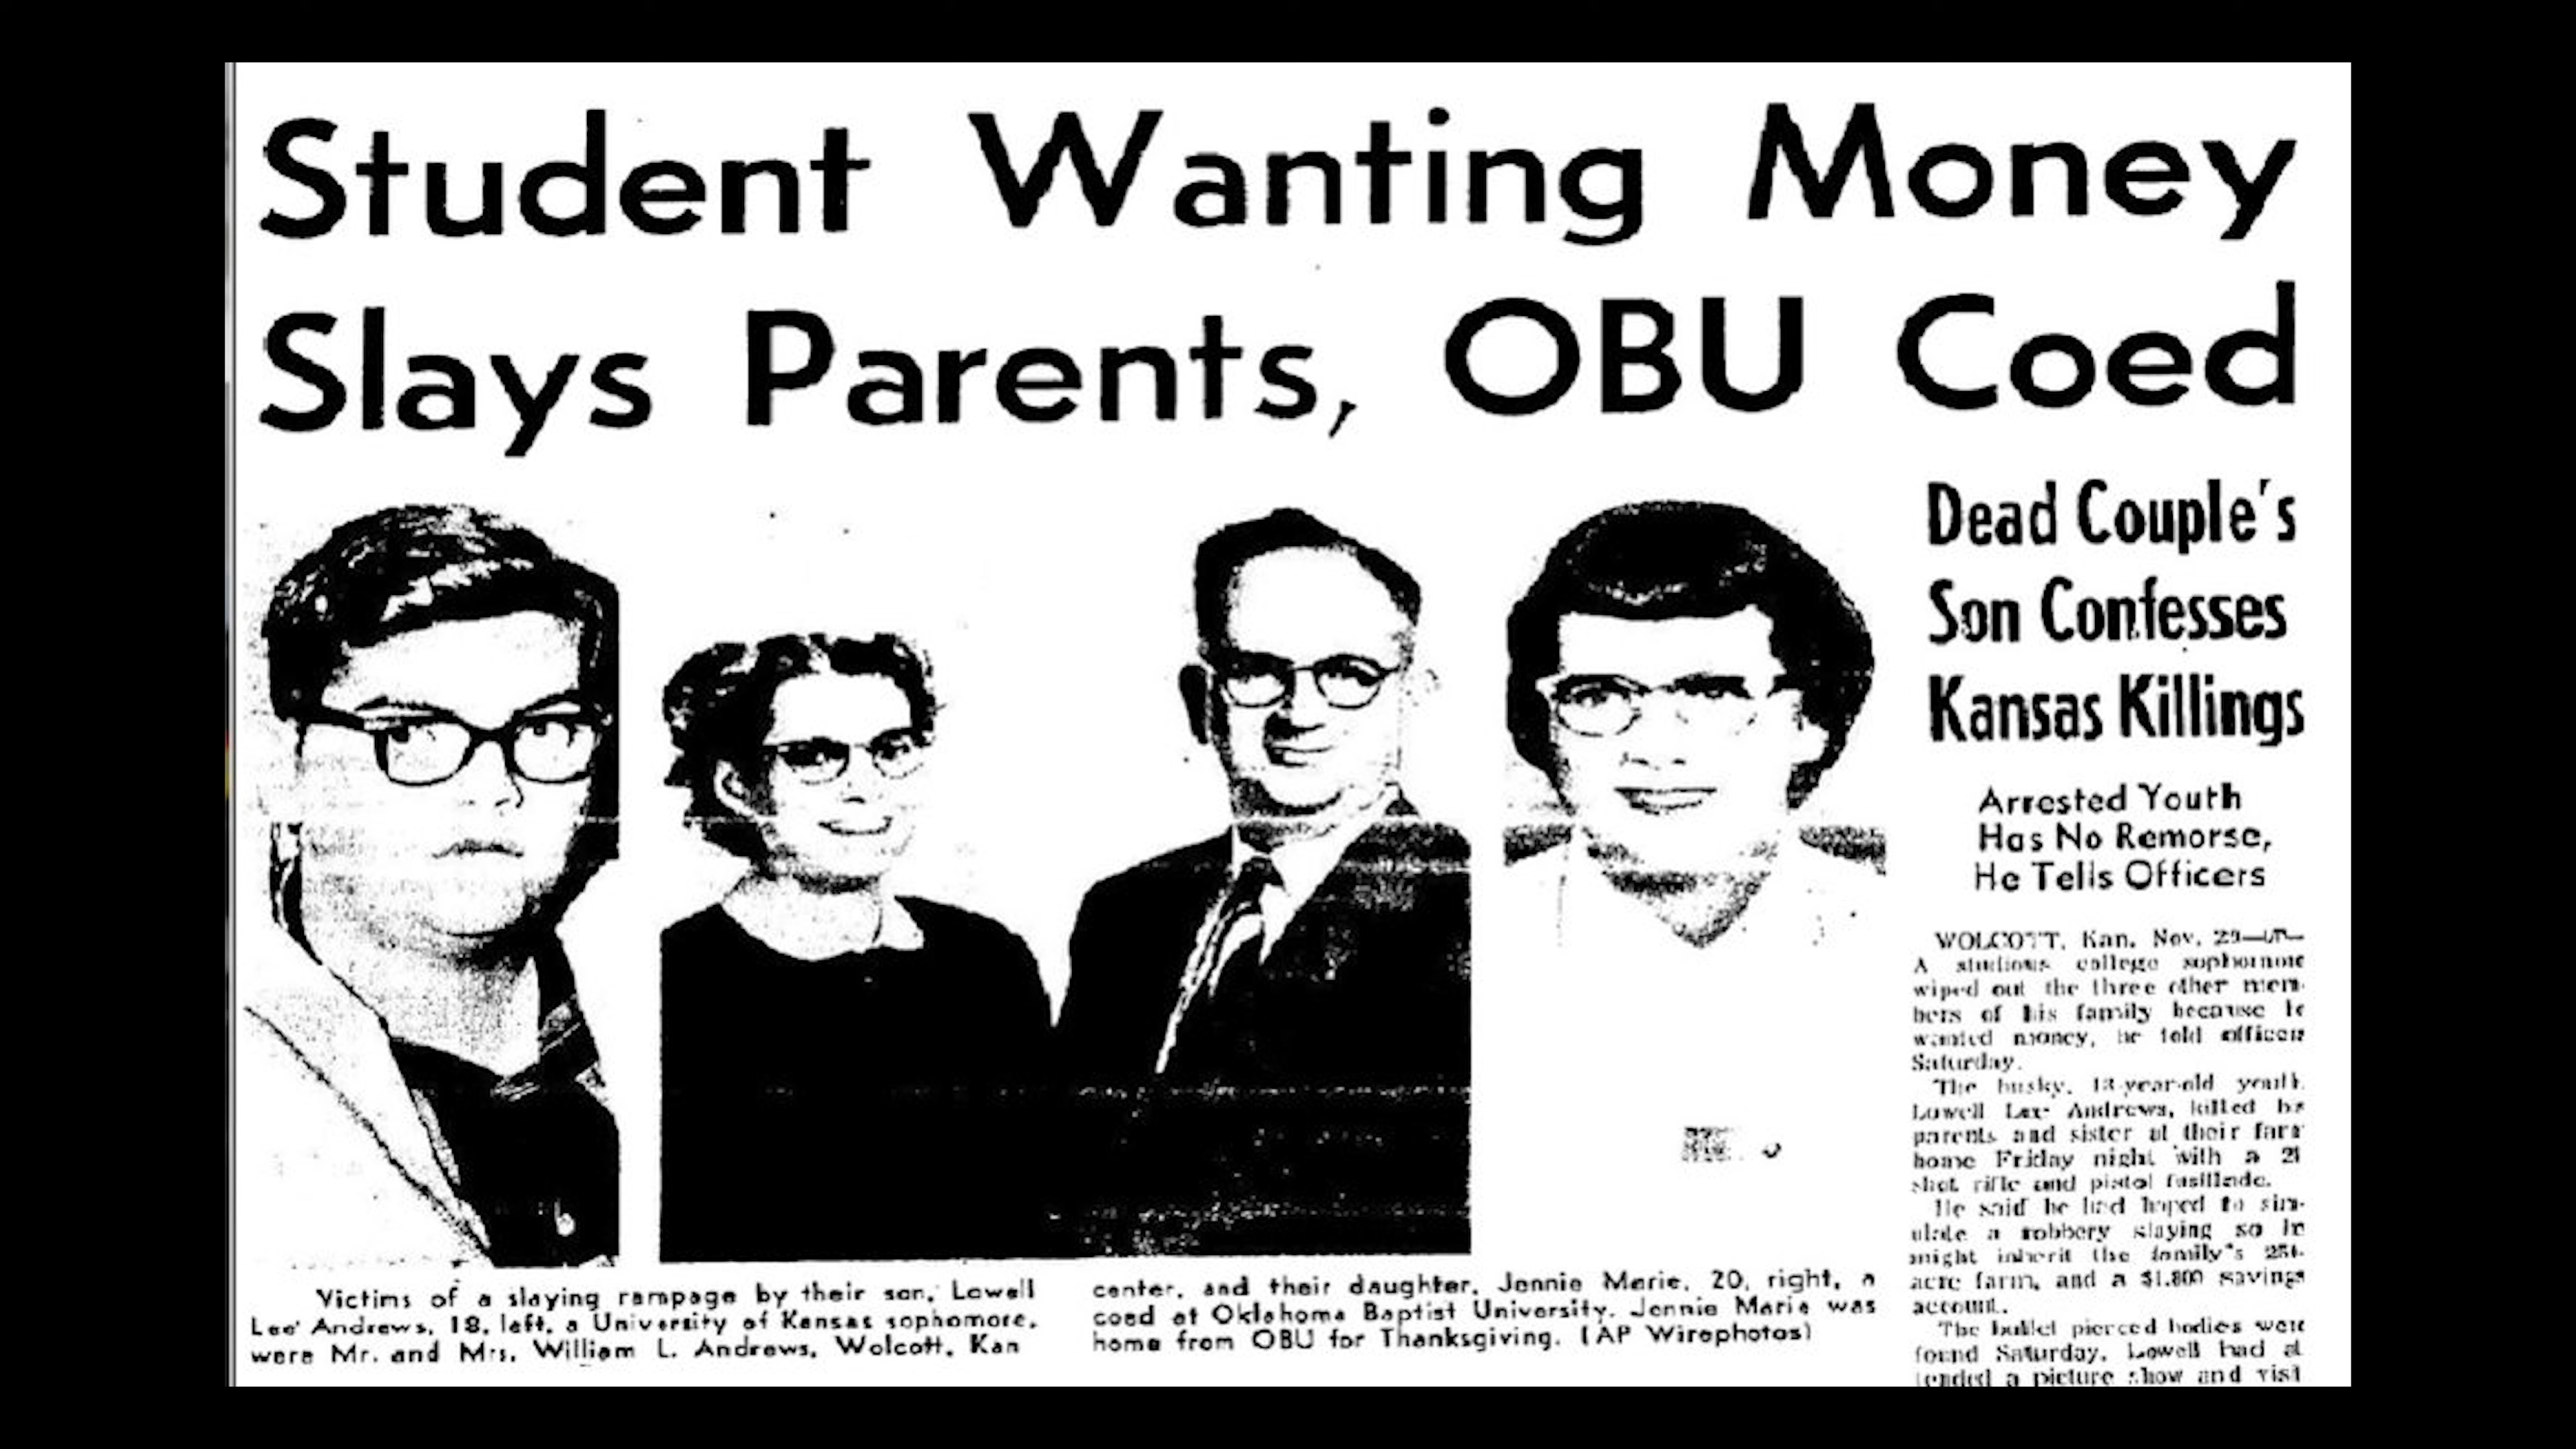 Student Wanting Money
Slays Parents, OBU Coed
Dead Couple's
Son Confesses
Kansas Killings
Arrested Youth
Has No Remorse,
He Tells Officers
WOLCOTT, Kan. Nov.
A studious college sophomore
wiped out the three other mem-
bers of his family because he
wanted money, he told officers
Saturday.
The husky, 18-year-old youth,
Lowell Lee Andrews, killed his
parents and sister at their farm
home Friday night with a 21
shot rifle and pistol fusillade.
He said he had hoped to sim-
ulate a robbery slaying so he
might inherit the family's
acre farm, and a $1,800 savings
account.
The bullet pierced bodies were
found Saturday. Lowell had at
tended a picture show and visit
Victims of a slaying rampage by their son, Lowell
Lee Andrews, 18, left, a University of Kansas sophomore,
were Mr. and Mrs. William L. Andrews, Wolcott, Kan
center, and their daughter, Jennie Marie, 20, right, a
coed at Oklahoma Baptist University. Jennie Marie was
home from OBU for Thanksgiving. (AP Wirephotos)